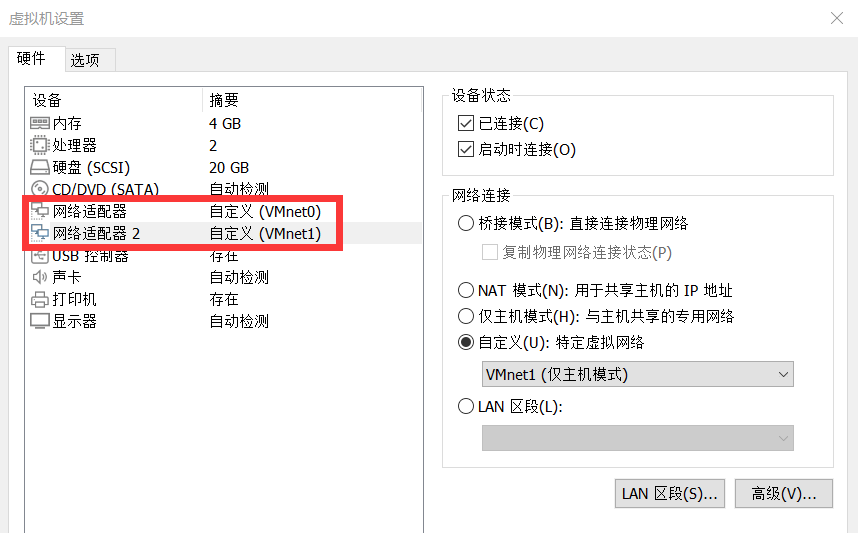 虚拟机设置
硬件 选项
设备 摘要
内存 4 GB
处理器 2
硬盘 (SCSI) 20 GB
CD/DVD (SATA) 自动检测
网络适配器 自定义 (VMnet0)
网络适配器 2 自定义 (VMnet1)
USB 控制器 存在
声卡 自动检测
打印机 存在
显示器 自动检测
设备状态
已连接(C)
启动时连接(O)
网络连接
桥接模式(B): 直接连接物理网络
复制物理网络连接状态(P)
NAT 模式(N): 用于共享主机的 IP 地址
仅主机模式(H): 与主机共享的专用网络
自定义(U): 特定虚拟网络
VMnet1 (仅主机模式)
LAN 区段(L):
LAN 区段(S)... 高级(V)...